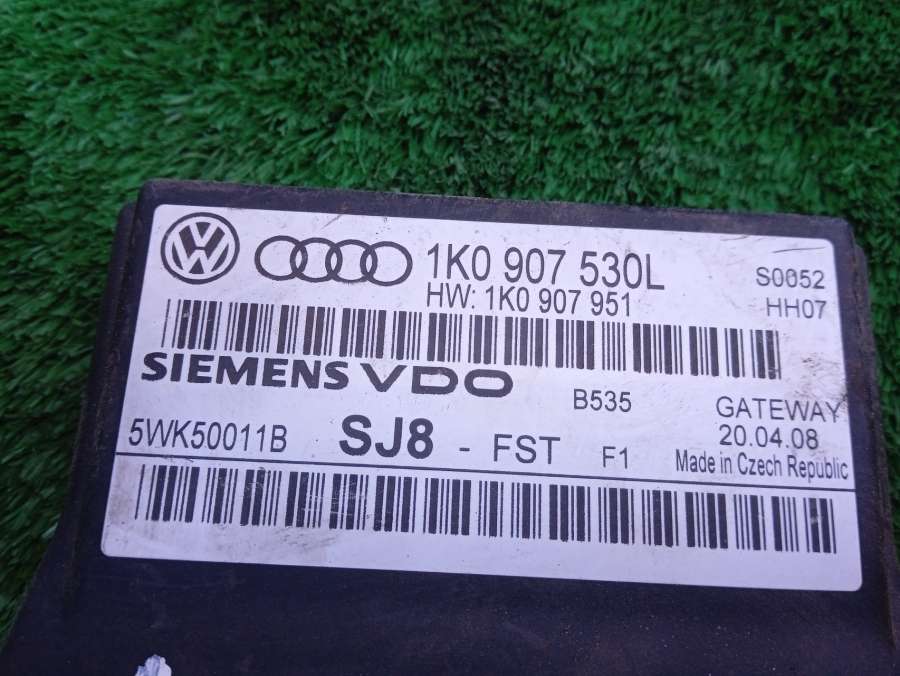 1K0 907 530L
S0052
HW: 1K0 907 951
HH07
SIEMENS VDO
B535
GATEWAY
5WK50011B
SJ8 - FST F1
20.04.08
Made in Czech Republic